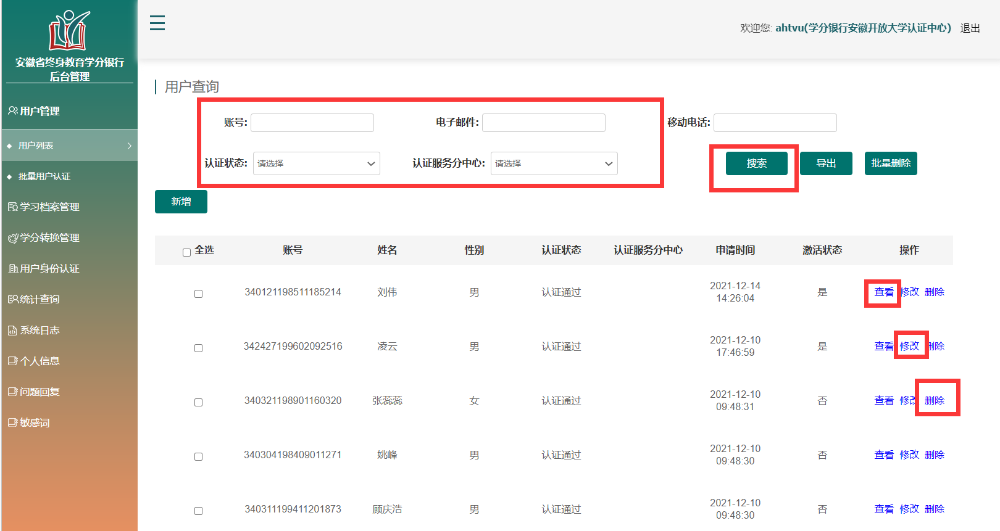 安徽省终身教育学分银行
后台管理
用户管理
用户列表
批量用户认证
学习档案管理
学分转换管理
用户身份认证
统计查询
系统日志
个人信息
问题回复
敏感词
欢迎您: ahtvu(学分银行安徽开放大学认证中心) 退出
用户查询
账号: 电子邮件: 移动电话:
认证状态: 请选择 认证服务分中心: 请选择 搜索 导出 批量删除
新增
全选 账号 姓名 性别 认证状态 认证服务分中心 申请时间 激活状态 操作
340121198511185214 刘伟 男 认证通过 2021-12-14 14:26:04 是 查看 修改 删除
342427199602092516 凌云 男 认证通过 2021-12-10 17:46:59 是 查看 修改 删除
340321198901160320 张蕊蕊 女 认证通过 2021-12-10 09:48:31 否 查看 修改 删除
340304198409011271 姚峰 男 认证通过 2021-12-10 09:48:30 否 查看 修改 删除
340311199411201873 顾庆浩 男 认证通过 2021-12-10 09:48:30 否 查看 修改 删除